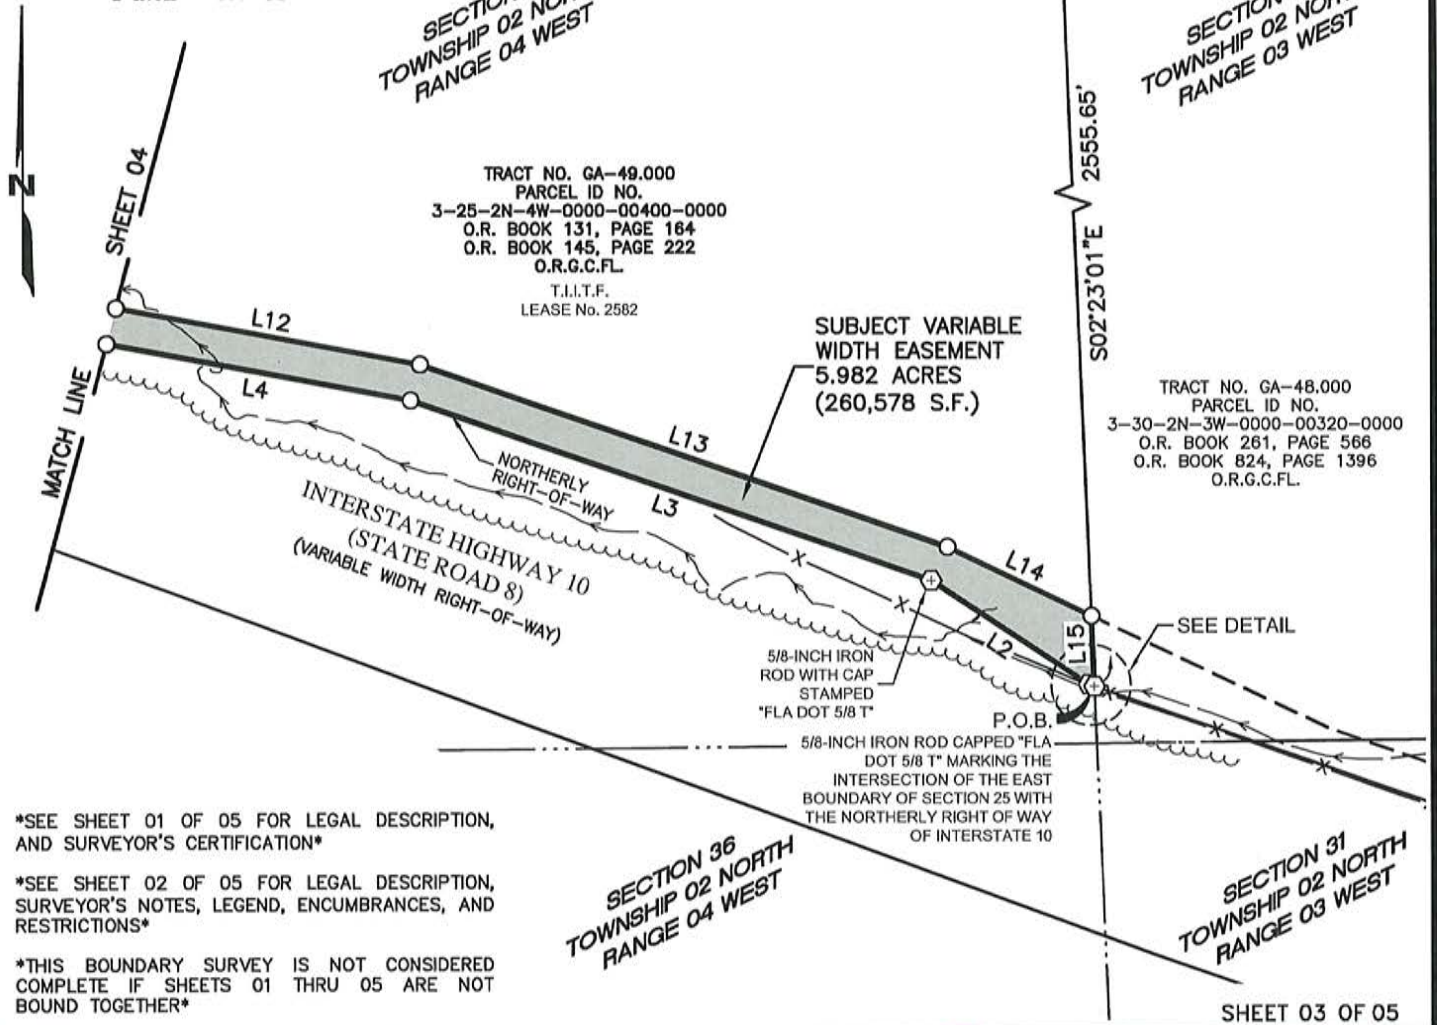 TOWNSHIP 02 NORTH
RANGE 04 WEST
TOWNSHIP 02 NORTH
RANGE 03 WEST
N
SHEET 04
MATCH LINE
TRACT NO. GA-49.000
PARCEL ID NO.
3-25-2N-4W-0000-00400-0000
O.R. BOOK 131, PAGE 164
O.R. BOOK 145, PAGE 222
O.R.G.C.FL.
T.I.I.T.F.
LEASE No. 2582
S02°23'01"E 2555.65'
SUBJECT VARIABLE
WIDTH EASEMENT
5.982 ACRES
(260,578 S.F.)
TRACT NO. GA-48.000
PARCEL ID NO.
3-30-2N-3W-0000-00320-0000
O.R. BOOK 261, PAGE 566
O.R. BOOK 824, PAGE 1396
O.R.G.C.FL.
L12
L4
L13
L3
L14
L2
L15
NORTHERLY
RIGHT-OF-WAY
INTERSTATE HIGHWAY 10
(STATE ROAD 8)
(VARIABLE WIDTH RIGHT-OF-WAY)
SEE DETAIL
5/8-INCH IRON
ROD WITH CAP
STAMPED
"FLA DOT 5/8 T"
P.O.B.
5/8-INCH IRON ROD CAPPED "FLA
DOT 5/8 T" MARKING THE
INTERSECTION OF THE EAST
BOUNDARY OF SECTION 25 WITH
THE NORTHERLY RIGHT OF WAY
OF INTERSTATE 10
*SEE SHEET 01 OF 05 FOR LEGAL DESCRIPTION,
AND SURVEYOR'S CERTIFICATION*
*SEE SHEET 02 OF 05 FOR LEGAL DESCRIPTION,
SURVEYOR'S NOTES, LEGEND, ENCUMBRANCES, AND
RESTRICTIONS*
*THIS BOUNDARY SURVEY IS NOT CONSIDERED
COMPLETE IF SHEETS 01 THRU 05 ARE NOT
BOUND TOGETHER*
SECTION 36
TOWNSHIP 02 NORTH
RANGE 04 WEST
SECTION 31
TOWNSHIP 02 NORTH
RANGE 03 WEST
SHEET 03 OF 05